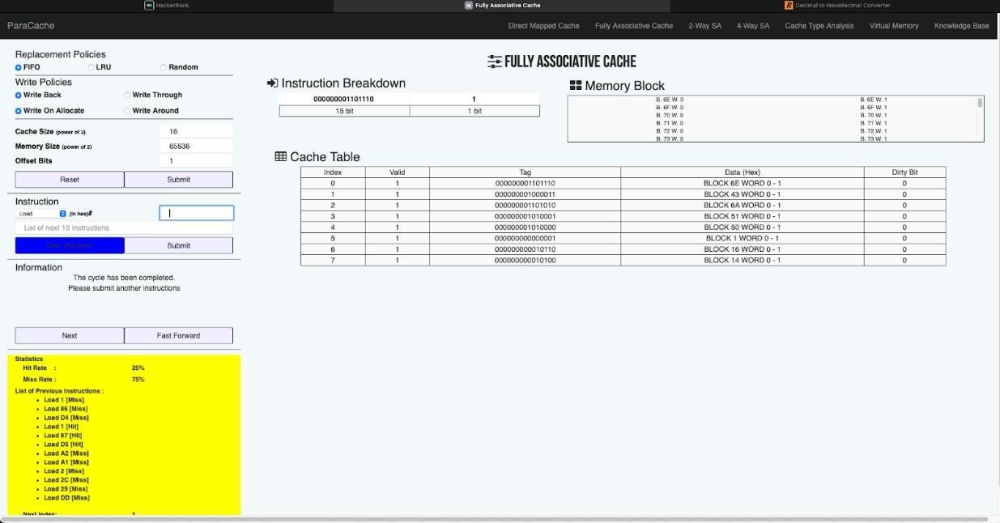 HackerRank
Fully Associative Cache
Decimal to Hexadecimal Converter
ParaCache
Direct Mapped Cache Fully Associative Cache 2-Way SA 4-Way SA Cache Type Analysis Virtual Memory Knowledge Base
Replacement Policies
FIFO LRU Random
Write Policies
Write Back Write Through
Write On Allocate Write Around
Cache Size (power of 2) 16
Memory Size (power of 2) 65536
Offset Bits 1
Reset Submit
Instruction
Load (in hex)#
List of next 10 Instructions
Gen. Random Submit
Information
The cycle has been completed.
Please submit another instructions
Next Fast Forward
Statistics
Hit Rate : 25%
Miss Rate : 75%
List of Previous Instructions :
• Load 1 [Miss]
• Load 86 [Miss]
• Load D4 [Miss]
• Load 1 [Hit]
• Load 87 [Hit]
• Load D5 [Hit]
• Load A2 [Miss]
• Load A1 [Miss]
• Load 2 [Miss]
• Load 2C [Miss]
• Load 29 [Miss]
• Load DD [Miss]
Next Index: 1
FULLY ASSOCIATIVE CACHE
Instruction Breakdown
000000001101110 1
15 bit 1 bit
Memory Block
B. 6E W. 0 B. 6E W. 1
B. 6F W. 0 B. 6F W. 1
B. 70 W. 0 B. 70 W. 1
B. 71 W. 0 B. 71 W. 1
B. 72 W. 0 B. 72 W. 1
B. 73 W. 0 B. 73 W. 1
Cache Table
Index Valid Tag Data (Hex) Dirty Bit
0 1 000000001101110 BLOCK 6E WORD 0 - 1 0
1 1 000000001000011 BLOCK 43 WORD 0 - 1 0
2 1 000000001101010 BLOCK 6A WORD 0 - 1 0
3 1 000000001010001 BLOCK 51 WORD 0 - 1 0
4 1 000000001010000 BLOCK 50 WORD 0 - 1 0
5 1 000000000000001 BLOCK 1 WORD 0 - 1 0
6 1 000000000010110 BLOCK 16 WORD 0 - 1 0
7 1 000000000010100 BLOCK 14 WORD 0 - 1 0